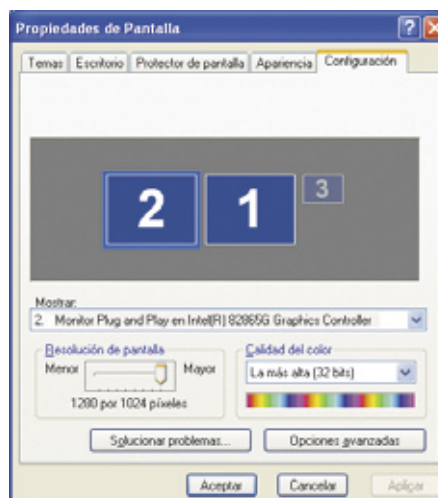 Propiedades de Pantalla
Temas Escritorio Protector de pantalla Apariencia Configuración
2 1 3
Mostrar:
2. Monitor Plug and Play en Intel(R) 82865G Graphics Controller
Resolución de pantalla
Menor Mayor
1280 por 1024 píxeles
Calidad del color
La más alta (32 bits)
Solucionar problemas... Opciones avanzadas
Aceptar Cancelar Aplicar